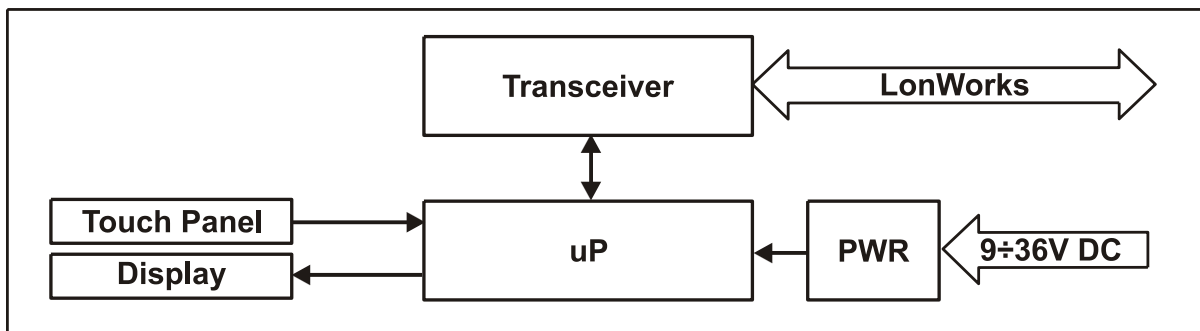 Transceiver
LonWorks
Touch Panel
Display
uP
PWR
9÷36V DC